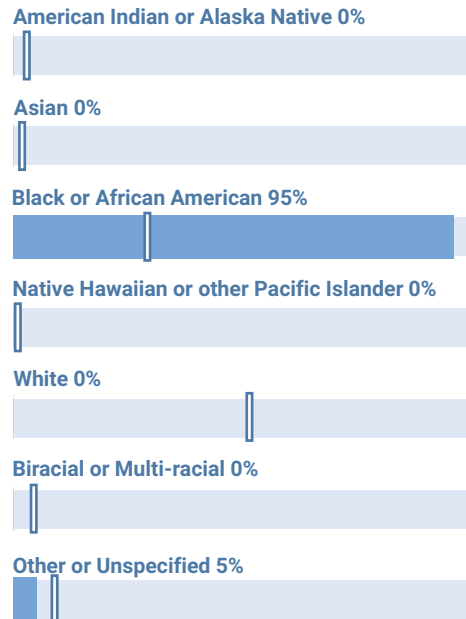 American Indian or Alaska Native 0%
Asian 0%
Black or African American 95%
Native Hawaiian or other Pacific Islander 0%
White 0%
Biracial or Multi-racial 0%
Other or Unspecified 5%